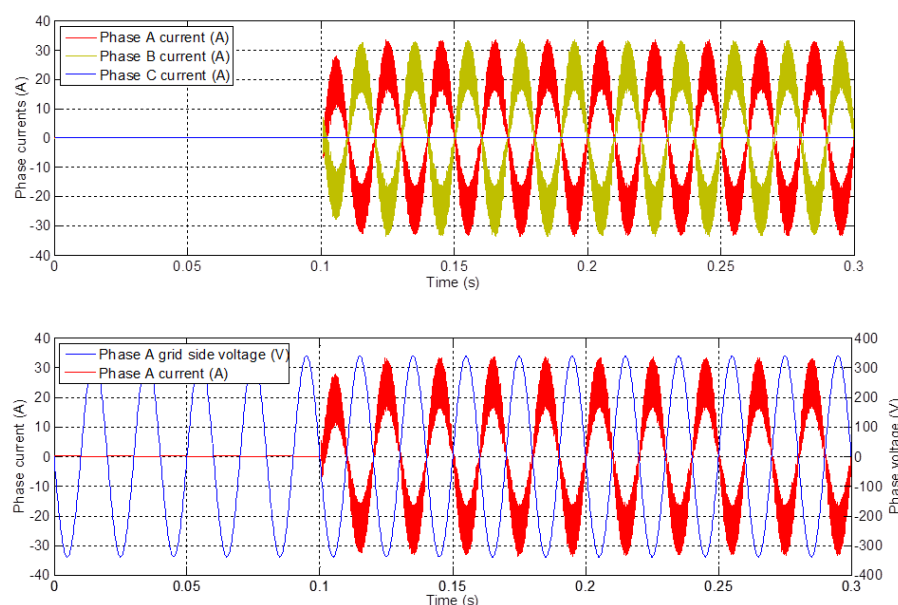 40
30
20
10
0
-10
-20
-30
-40
Phase currents (A)
Phase A current (A)
Phase B current (A)
Phase C current (A)
0 0.05 0.1 0.15 0.2 0.25 0.3
Time (s)
40
30
20
10
0
-10
-20
-30
-40
Phase current (A)
Phase A grid side voltage (V)
Phase A current (A)
400
300
200
100
0
-100
-200
-300
-400
Phase voltage (V)
0 0.05 0.1 0.15 0.2 0.25 0.3
Time (s)